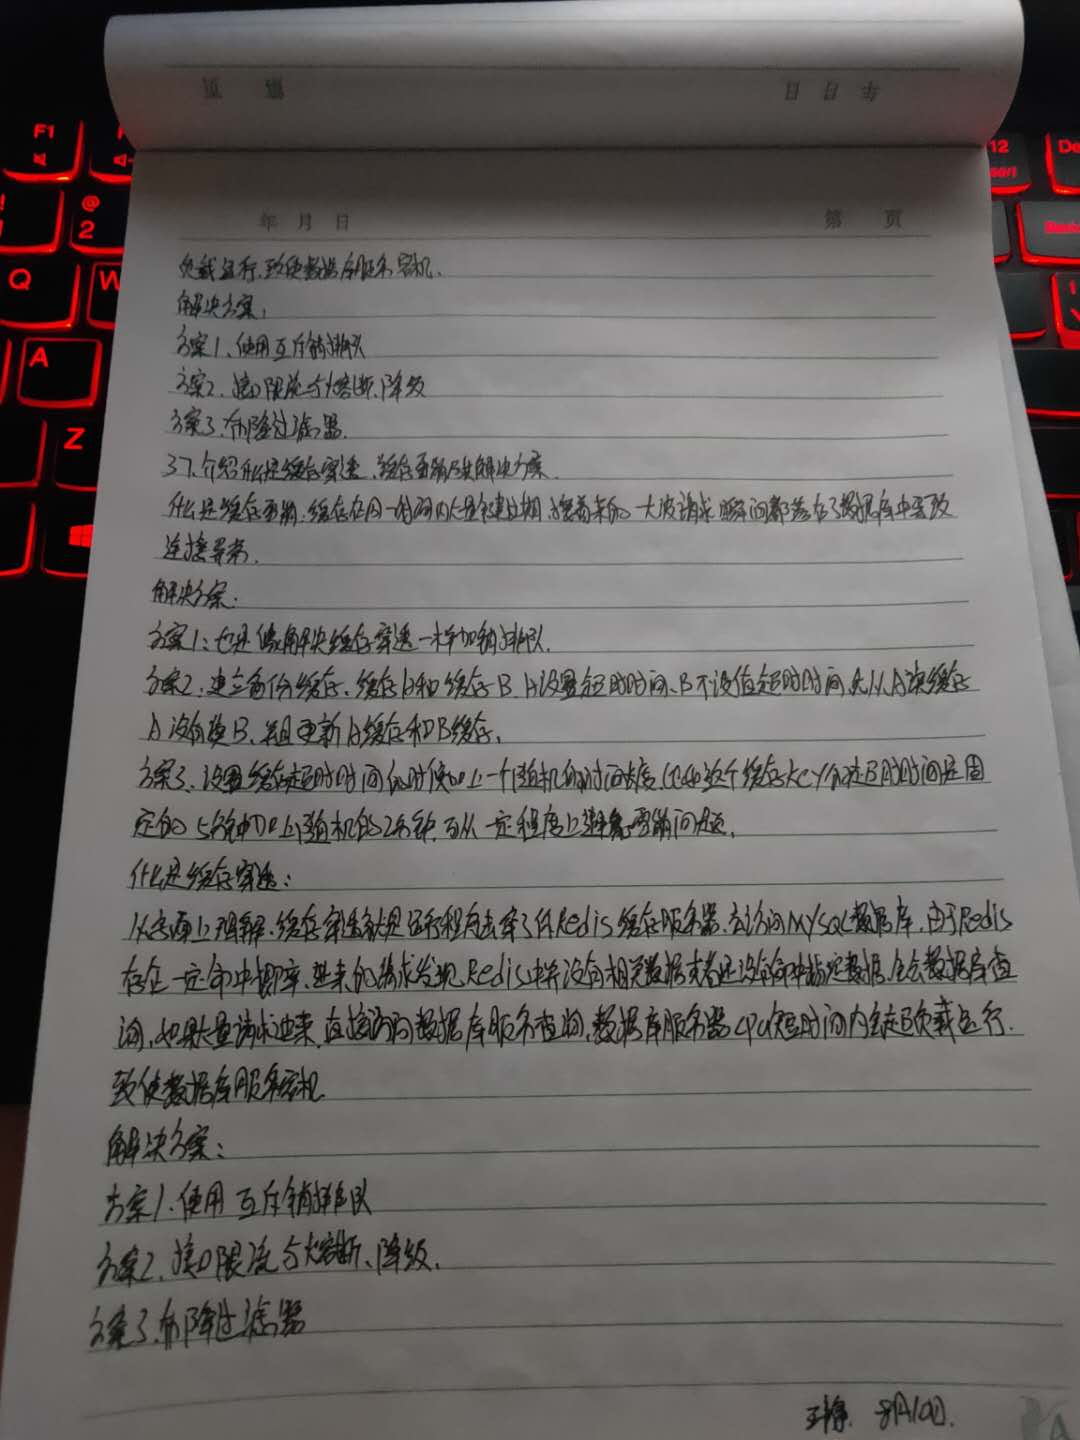 年 月 日 第 页
负载运行,致使数据库服务宕机.
解决方案:
方案1、使用互斥锁排队
方案2、接口限流与熔断、降级
方案3.布隆过滤器.
37、介绍什么是缓存穿透、缓存雪崩及其解决方案.
什么是缓存雪崩:缓存在同一时间内大量键过期,接着来的一大波请求瞬间都落在了数据库中导致
连接异常.
解决方案:
方案1:也是像解决缓存穿透一样加锁排队.
方案2、建立备份缓存、缓存A和缓存B、A设置超时时间、B不设值超时时间,先从A读缓存
A没有读B、并且更新A缓存和B缓存.
方案3、设置缓存超时时间的时候加上一个随机的时间长度,比如这个缓存key的超时时间是固
定的5分钟加上随机的2分钟,可从一定程度上避免雪崩问题.
什么是缓存穿透:
从字面上理解,缓存穿透就是运行程序去穿了你Redis缓存服务器,去访问MySQL数据库,由于Redis
存在一定命中概率,进来的请求发现Redis中并没有相关数据或者还没有命中指定数据,会去数据库查
询,如果大量请求进来,直接访问数据库服务查询,数据库服务器CPU短时间内会超负载运行.
致使数据库服务宕机
解决方案:
方案1、使用互斥锁排队
方案2、接口限流与熔断、降级.
方案3.布隆过滤器
8月10日.